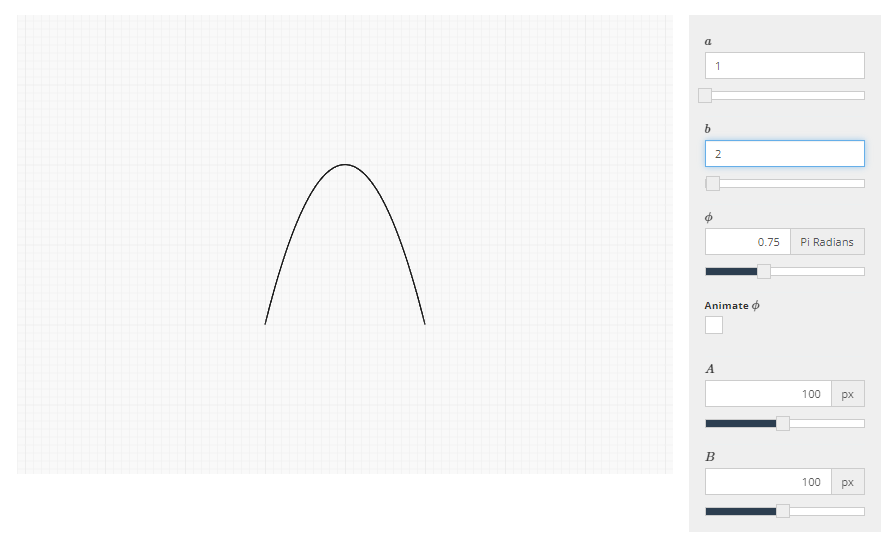 a
1
b
2
ϕ
0.75 Pi Radians
Animate ϕ
A
100 px
B
100 px